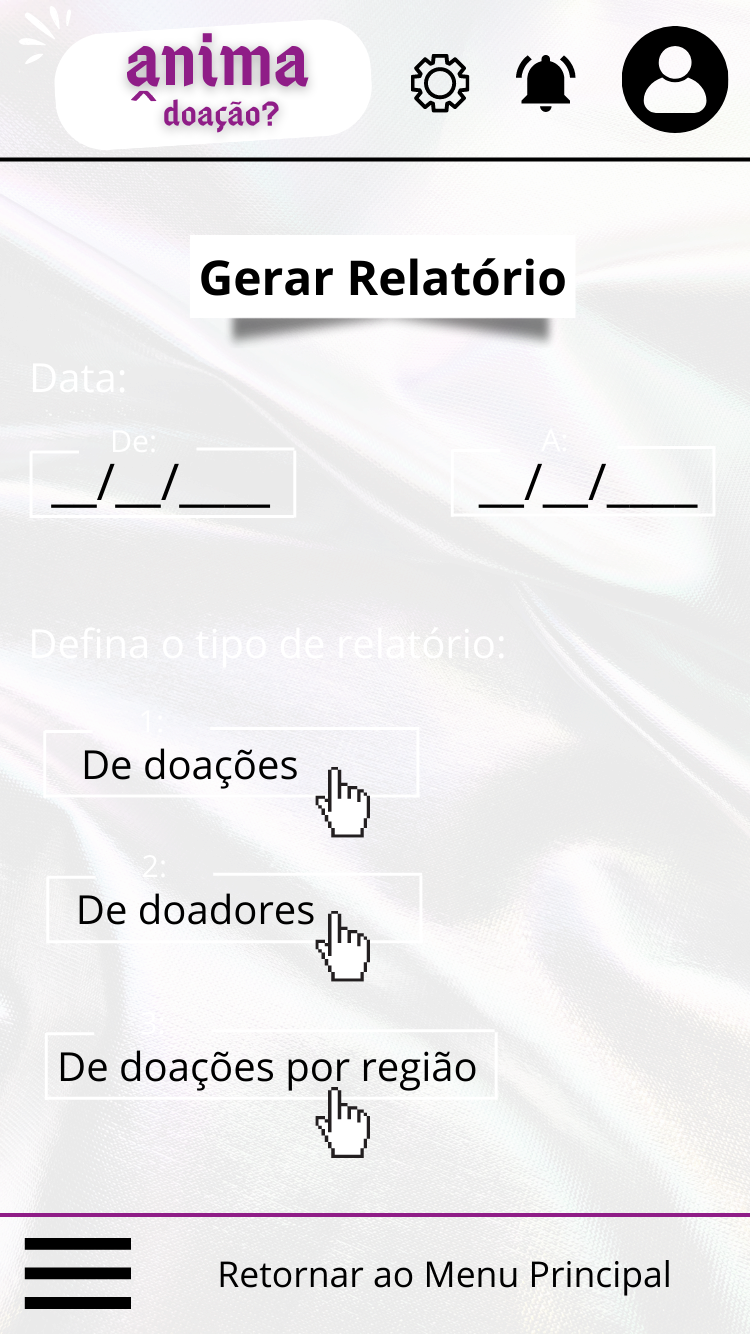 anima
doação?
Gerar Relatório
Data:
De:
A:
__/__/____
__/__/____
Defina o tipo de relatório:
1:
De doações
2:
De doadores
3:
De doações por região
Retornar ao Menu Principal